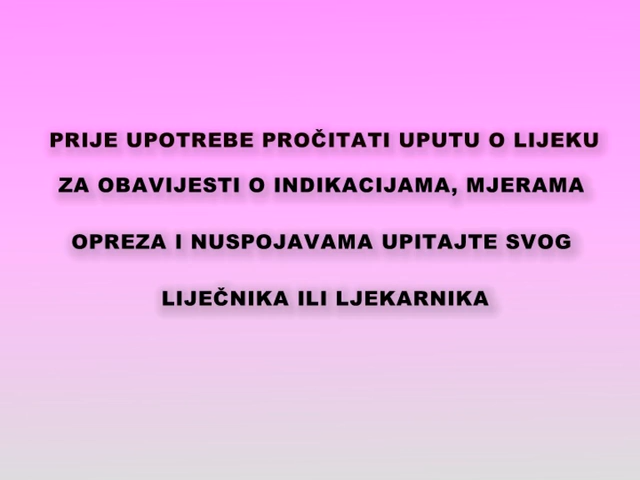 PRIJE UPOTREBE PROČITATI UPUTU O LIJEKU
ZA OBAVIJESTI O INDIKACIJAMA, MJERAMA
OPREZA I NUSPOJAVAMA UPITAJTE SVOG
LIJEČNIKA ILI LJEKARNIKA